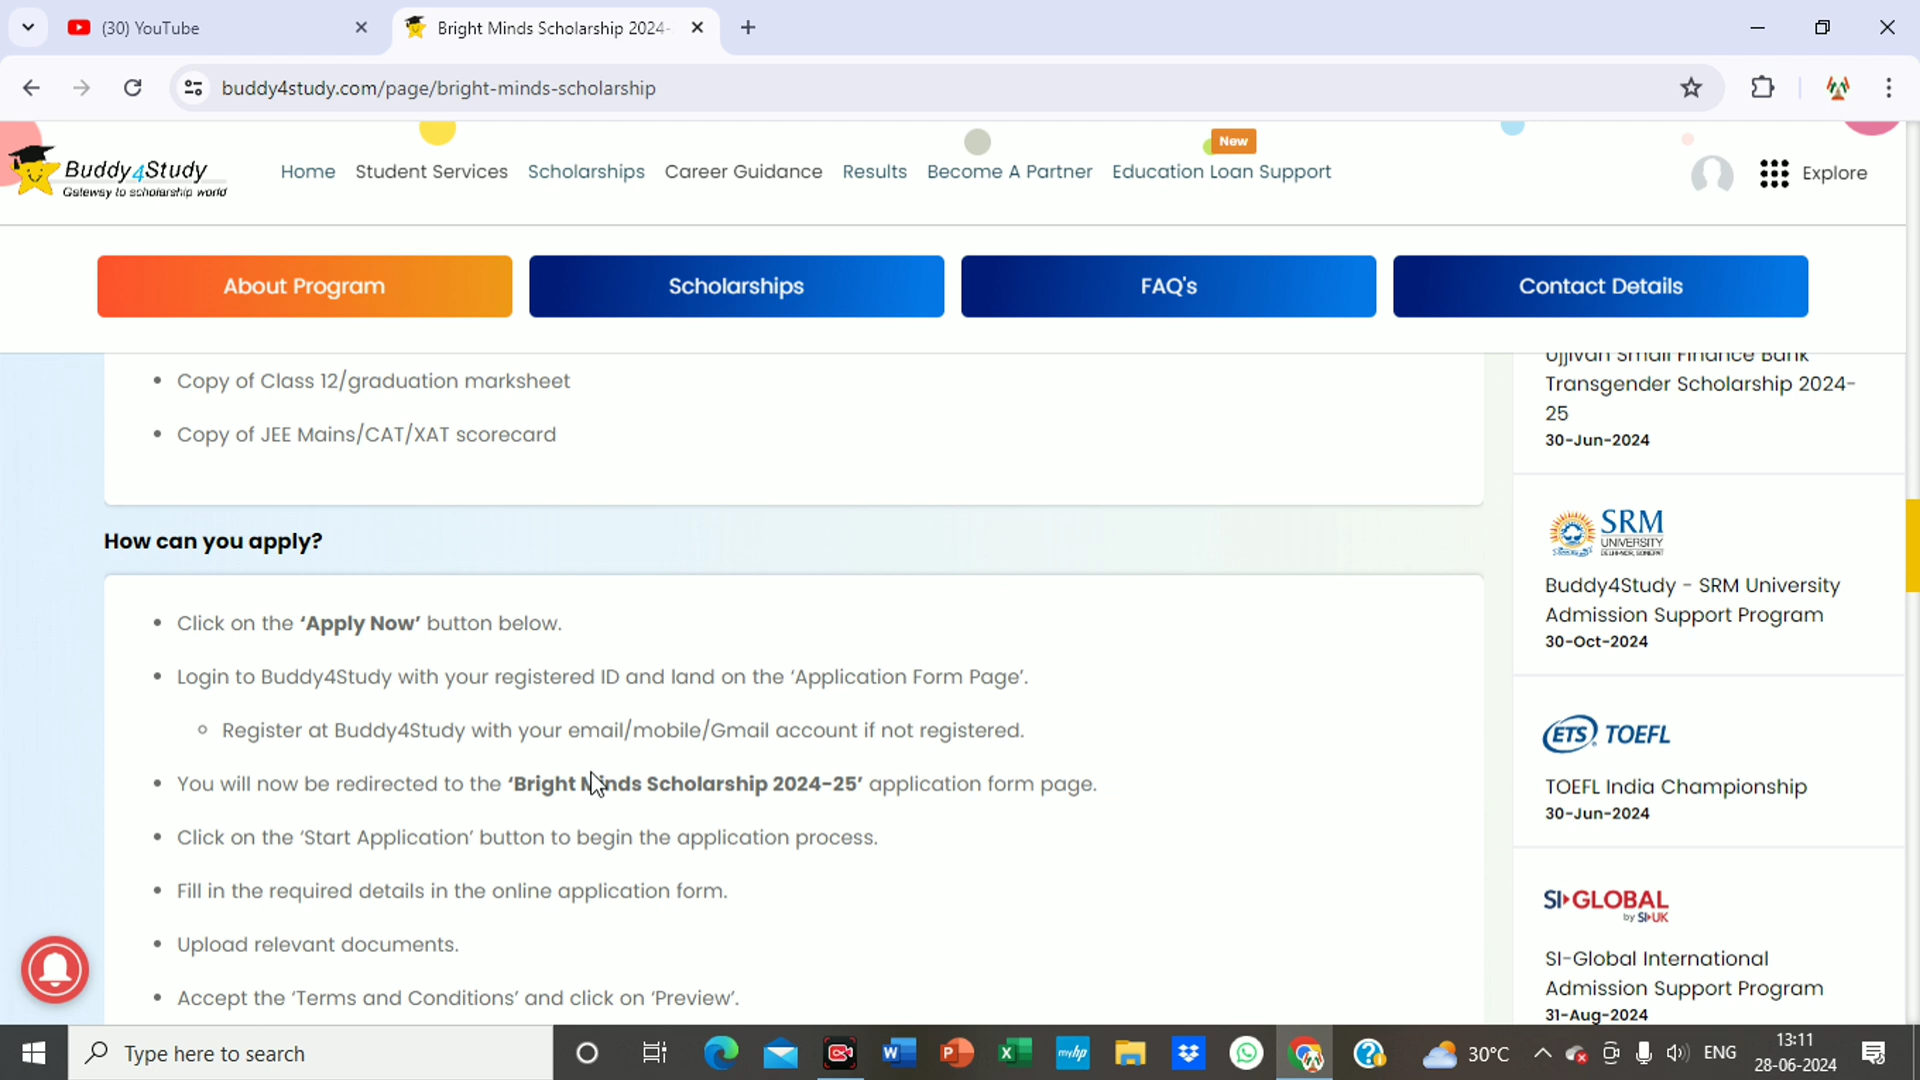 (30) YouTube
Bright Minds Scholarship 2024-
buddy4study.com/page/bright-minds-scholarship
Buddy4Study
Gateway to scholarship world
Home Student Services Scholarships Career Guidance Results Become A Partner Education Loan Support
New
Explore
About Program Scholarships FAQ's Contact Details
• Copy of Class 12/graduation marksheet
• Copy of JEE Mains/CAT/XAT scorecard
How can you apply?
• Click on the ‘Apply Now’ button below.
• Login to Buddy4Study with your registered ID and land on the ‘Application Form Page’.
Register at Buddy4Study with your email/mobile/Gmail account if not registered.
• You will now be redirected to the ‘Bright Minds Scholarship 2024-25’ application form page.
• Click on the ‘Start Application’ button to begin the application process.
• Fill in the required details in the online application form.
• Upload relevant documents.
• Accept the ‘Terms and Conditions’ and click on ‘Preview’.
Ujjivan Small Finance Bank
Transgender Scholarship 2024-
25
30-Jun-2024
SRM
UNIVERSITY
DELHI-NCR, SONEPAT
Buddy4Study - SRM University
Admission Support Program
30-Oct-2024
ETS TOEFL
TOEFL India Championship
30-Jun-2024
SI-GLOBAL
by SI-UK
SI-Global International
Admission Support Program
31-Aug-2024
Type here to search
myhp
30°C
ENG
13:11
28-06-2024